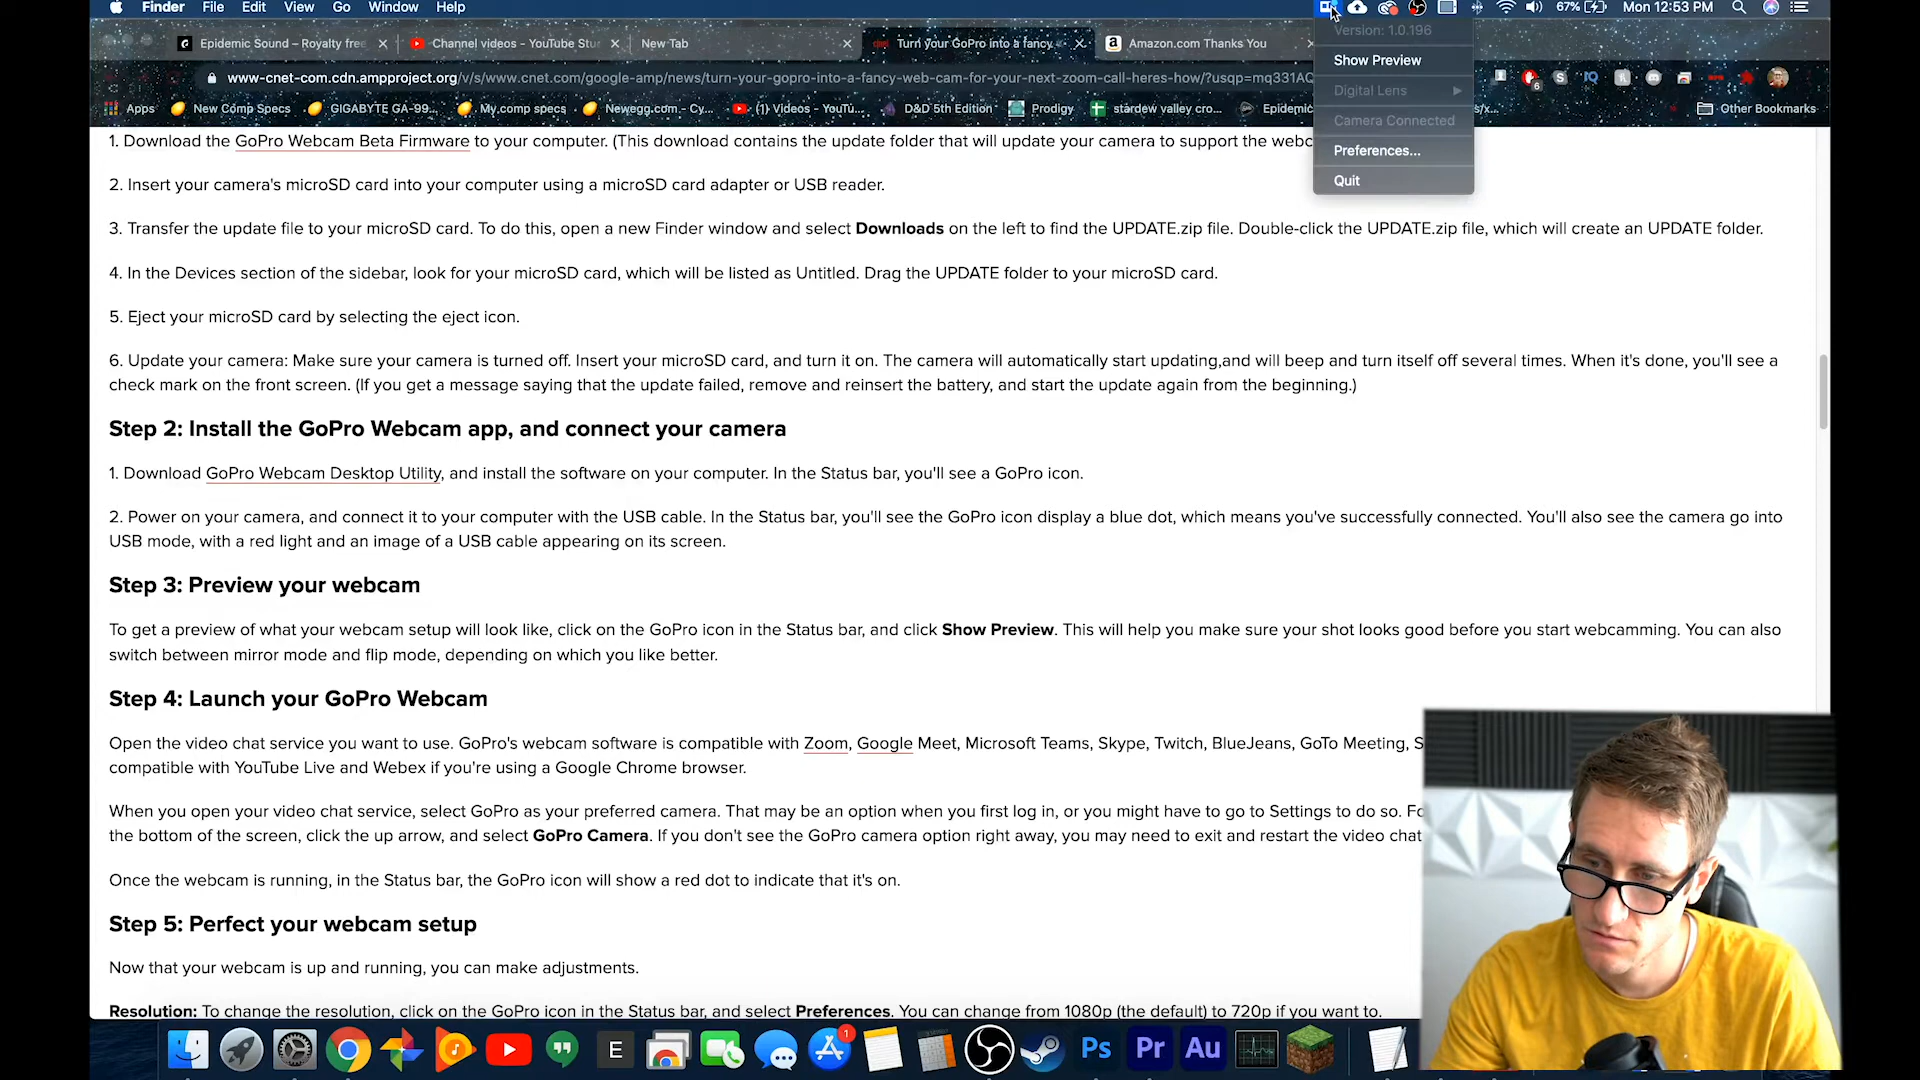 Finder File Edit View Go Window Help 67% Mon 12:53 PM
Version: 1.0.196
Epidemic Sound – Royalty free Channel videos - YouTube Stu New Tab Turn your GoPro into a fancy Amazon.com Thanks You
Show Preview
www-cnet-com.cdn.ampproject.org/v/s/www.cnet.com/google-amp/news/turn-your-gopro-into-a-fancy-web-cam-for-your-next-zoom-call-heres-how/?usqp=mq331AQ
Digital Lens
Apps New Comp Specs GIGABYTE GA-99... My comp specs Newegg.com - Cy... (1) Videos - YouTu... D&D 5th Edition Prodigy stardew valley cro... Epidemic Other Bookmarks
Camera Connected
1. Download the GoPro Webcam Beta Firmware to your computer. (This download contains the update folder that will update your camera to support the webc
Preferences...
Quit
2. Insert your camera's microSD card into your computer using a microSD card adapter or USB reader.
3. Transfer the update file to your microSD card. To do this, open a new Finder window and select Downloads on the left to find the UPDATE.zip file. Double-click the UPDATE.zip file, which will create an UPDATE folder.
4. In the Devices section of the sidebar, look for your microSD card, which will be listed as Untitled. Drag the UPDATE folder to your microSD card.
5. Eject your microSD card by selecting the eject icon.
6. Update your camera: Make sure your camera is turned off. Insert your microSD card, and turn it on. The camera will automatically start updating,and will beep and turn itself off several times. When it's done, you'll see a
check mark on the front screen. (If you get a message saying that the update failed, remove and reinsert the battery, and start the update again from the beginning.)
Step 2: Install the GoPro Webcam app, and connect your camera
1. Download GoPro Webcam Desktop Utility, and install the software on your computer. In the Status bar, you'll see a GoPro icon.
2. Power on your camera, and connect it to your computer with the USB cable. In the Status bar, you'll see the GoPro icon display a blue dot, which means you've successfully connected. You'll also see the camera go into
USB mode, with a red light and an image of a USB cable appearing on its screen.
Step 3: Preview your webcam
To get a preview of what your webcam setup will look like, click on the GoPro icon in the Status bar, and click Show Preview. This will help you make sure your shot looks good before you start webcamming. You can also
switch between mirror mode and flip mode, depending on which you like better.
Step 4: Launch your GoPro Webcam
Open the video chat service you want to use. GoPro's webcam software is compatible with Zoom, Google Meet, Microsoft Teams, Skype, Twitch, BlueJeans, GoTo Meeting, S
compatible with YouTube Live and Webex if you're using a Google Chrome browser.
When you open your video chat service, select GoPro as your preferred camera. That may be an option when you first log in, or you might have to go to Settings to do so. Fo
the bottom of the screen, click the up arrow, and select GoPro Camera. If you don't see the GoPro camera option right away, you may need to exit and restart the video chat
Once the webcam is running, in the Status bar, the GoPro icon will show a red dot to indicate that it's on.
Step 5: Perfect your webcam setup
Now that your webcam is up and running, you can make adjustments.
Resolution: To change the resolution, click on the GoPro icon in the Status bar, and select Preferences. You can change from 1080p (the default) to 720p if you want to.
E 1 Ps Pr Au